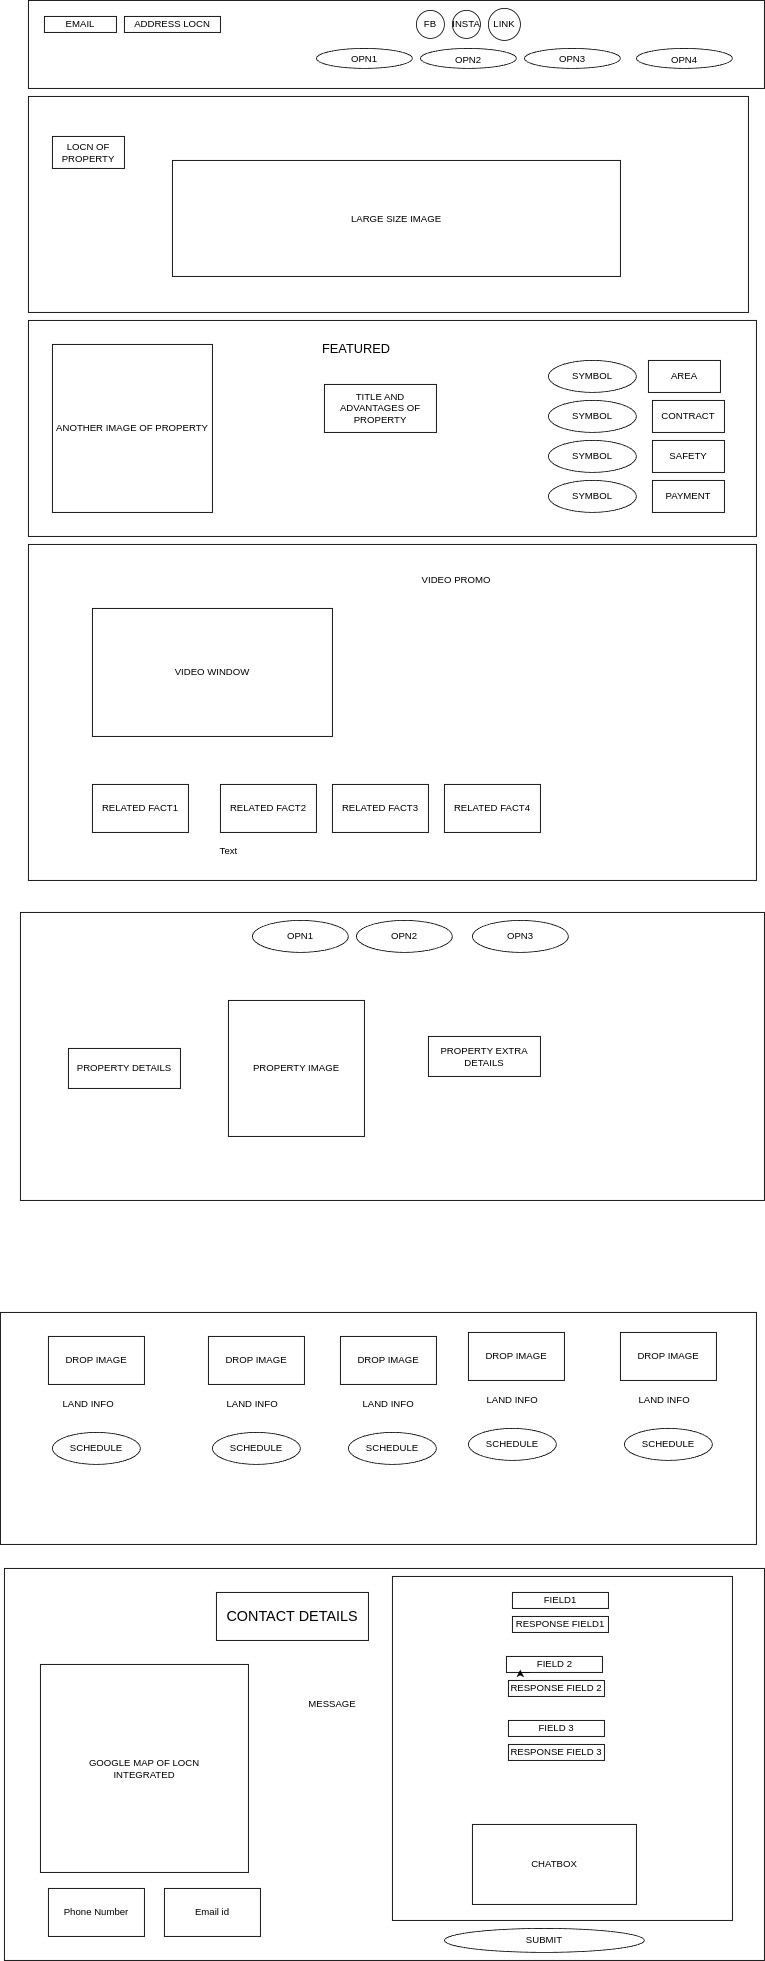 EMAIL
ADDRESS LOCN
FB
INSTA
LINK
OPN1
OPN2
OPN3
OPN4
LOCN OF
PROPERTY
LARGE SIZE IMAGE
FEATURED
ANOTHER IMAGE OF PROPERTY
TITLE AND
ADVANTAGES OF
PROPERTY
SYMBOL
AREA
SYMBOL
CONTRACT
SYMBOL
SAFETY
SYMBOL
PAYMENT
VIDEO PROMO
VIDEO WINDOW
RELATED FACT1
RELATED FACT2
RELATED FACT3
RELATED FACT4
Text
OPN1
OPN2
OPN3
PROPERTY DETAILS
PROPERTY IMAGE
PROPERTY EXTRA
DETAILS
DROP IMAGE
DROP IMAGE
DROP IMAGE
DROP IMAGE
DROP IMAGE
LAND INFO
LAND INFO
LAND INFO
LAND INFO
LAND INFO
SCHEDULE
SCHEDULE
SCHEDULE
SCHEDULE
SCHEDULE
CONTACT DETAILS
MESSAGE
GOOGLE MAP OF LOCN
INTEGRATED
Phone Number
Email id
FIELD1
RESPONSE FIELD1
FIELD 2
RESPONSE FIELD 2
FIELD 3
RESPONSE FIELD 3
CHATBOX
SUBMIT